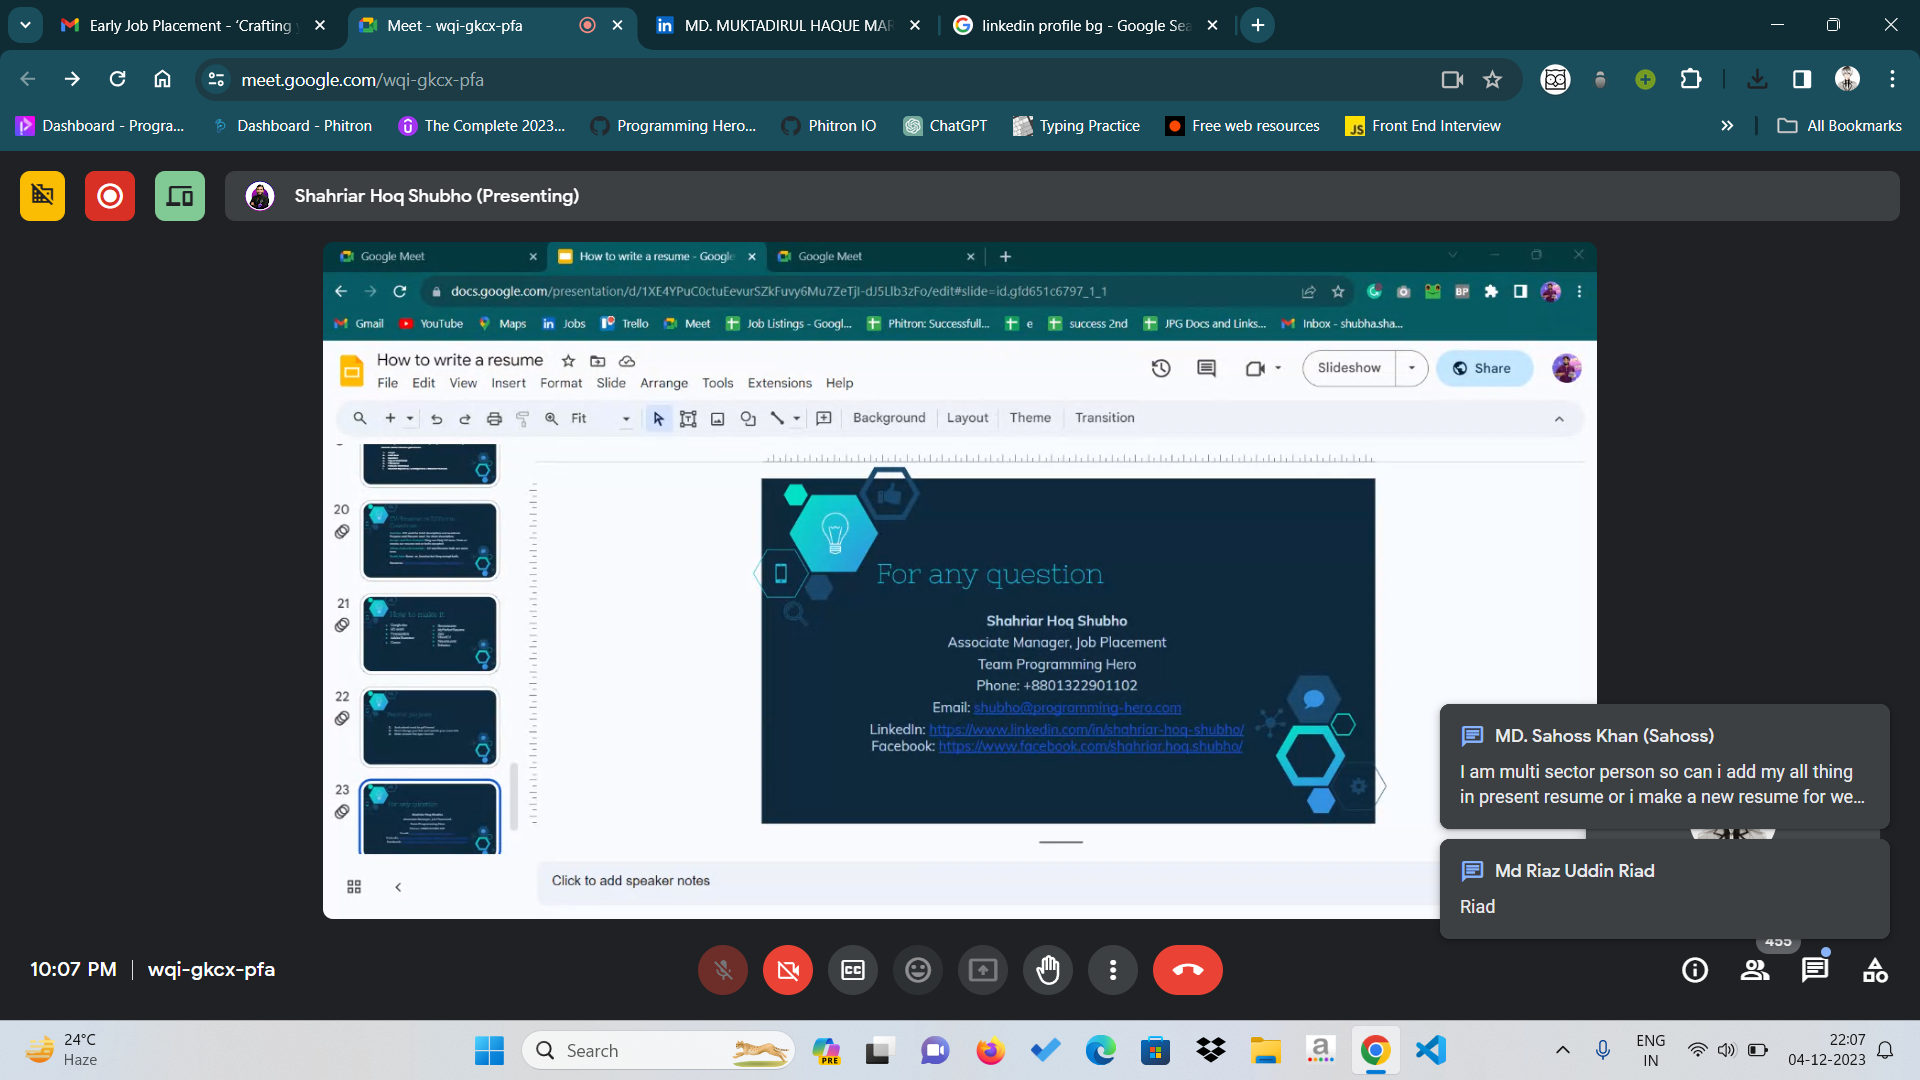 Early Job Placement - ‘Crafting
Meet - wqi-gkcx-pfa
MD. MUKTADIRUL HAQUE MAR
linkedin profile bg - Google Sea
meet.google.com/wqi-gkcx-pfa
Dashboard - Progra...
Dashboard - Phitron
The Complete 2023...
Programming Hero...
Phitron IO
ChatGPT
Typing Practice
Free web resources
Front End Interview
All Bookmarks
Shahriar Hoq Shubho (Presenting)
Google Meet
How to write a resume - Google
Google Meet
docs.google.com/presentation/d/1XE4YPuC0ctuEevurSZkFuvy6Mu7ZeTjI-dJ5Llb3zFo/edit#slide=id.gfd651c6797_1_1
Gmail
YouTube
Maps
Jobs
Trello
Meet
Job Listings - Googl...
Phitron: Successfull...
e
success 2nd
JPG Docs and Links...
Inbox - shubha.sha...
How to write a resume
File Edit View Insert Format Slide Arrange Tools Extensions Help
Slideshow
Share
Fit
Background
Layout
Theme
Transition
20
21
22
23
For any question
Shahriar Hoq Shubho
Associate Manager, Job Placement
Team Programming Hero
Phone: +8801322901102
Email: shubho@programming-hero.com
LinkedIn: https://www.linkedin.com/in/shahriar-hoq-shubho/
Facebook: https://www.facebook.com/shahriar.hoq.shubho/
Click to add speaker notes
MD. Sahoss Khan (Sahoss)
I am multi sector person so can i add my all thing
in present resume or i make a new resume for we...
Md Riaz Uddin Riad
Riad
455
10:07 PM | wqi-gkcx-pfa
24°C
Haze
Search
PRE
ENG
IN
22:07
04-12-2023